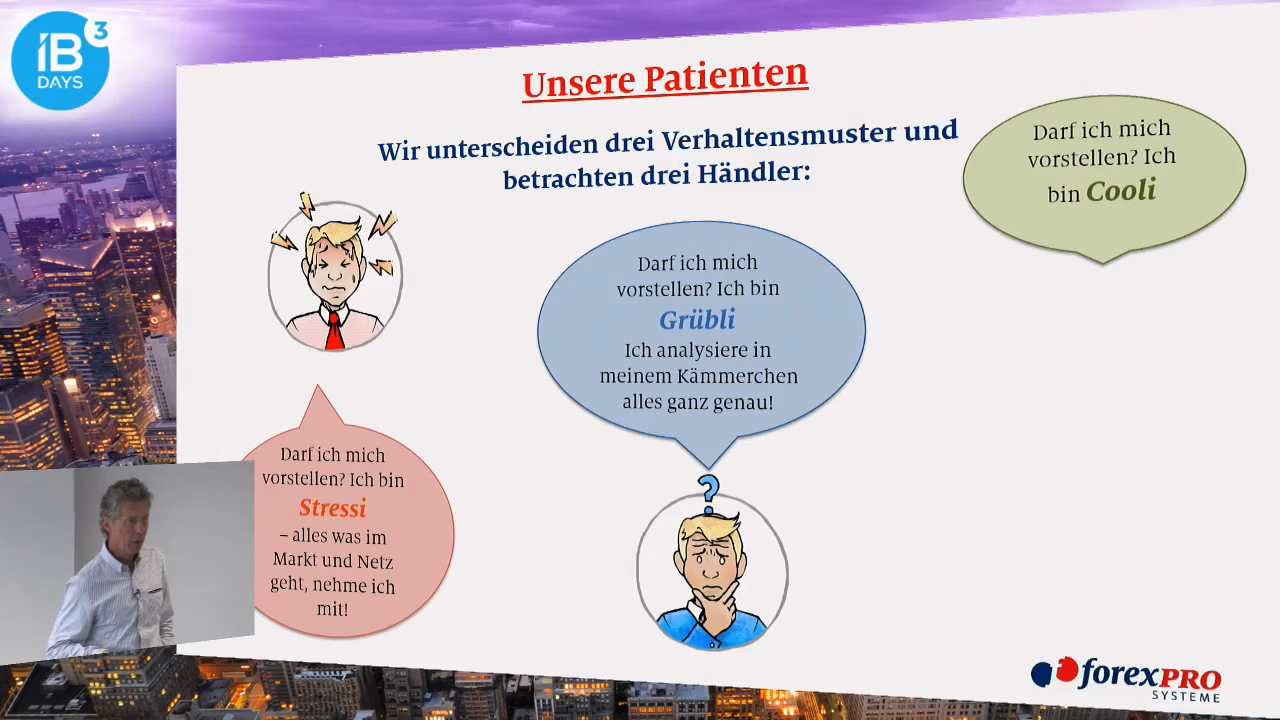 iB 3
DAYS
Unsere Patienten
Wir unterscheiden drei Verhaltensmuster und
betrachten drei Händler:
Darf ich mich
vorstellen? Ich
bin Cooli
Darf ich mich
vorstellen? Ich bin
Grübli
Ich analysiere in
meinem Kämmerchen
alles ganz genau!
?
Darf ich mich
vorstellen? Ich bin
Stressi
– alles was im
Markt und Netz
geht, nehme ich
mit!
forexPRO
SYSTEME